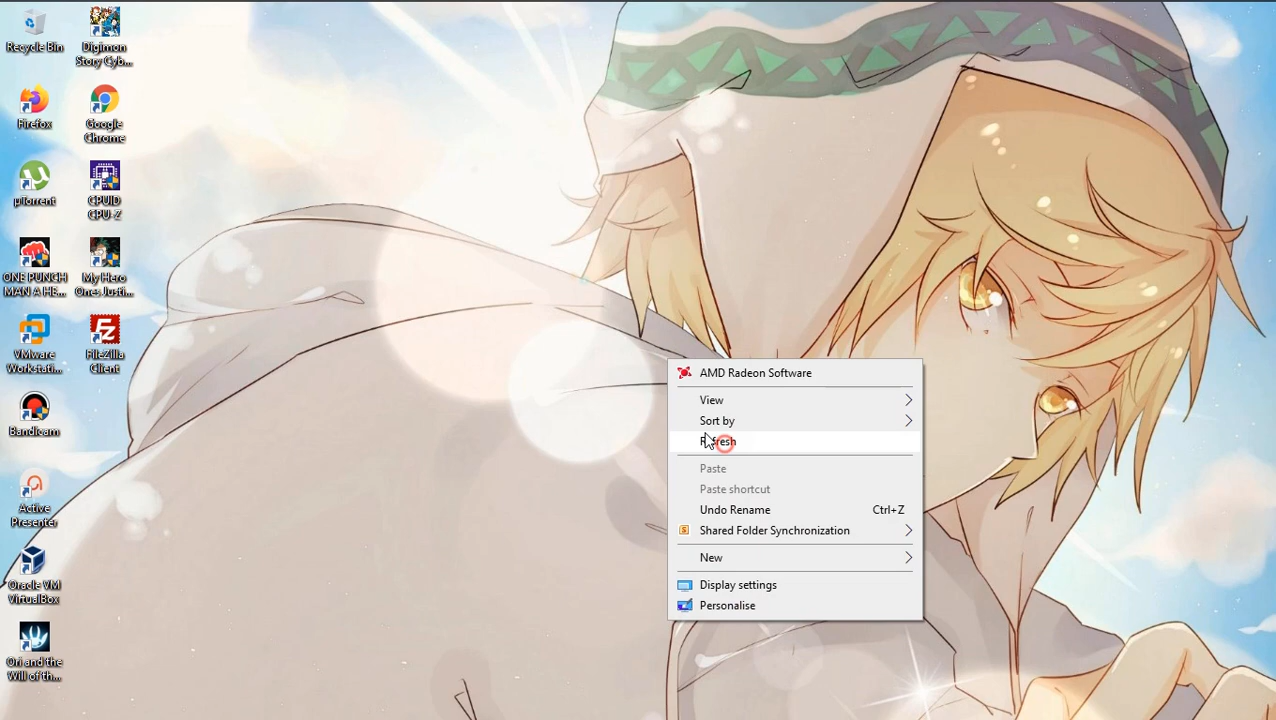 Recycle Bin
Digimon
Story Cyb...
Firefox
Google
Chrome
µTorrent
CPUID
CPU-Z
ONE PUNCH
MAN A HE...
My Hero
Ones Justi...
VMware
Workstati...
FileZilla
Client
Bandicam
Active
Presenter
Oracle VM
VirtualBox
Ori and the
Will of th...
AMD Radeon Software
View
Sort by
Refresh
Paste
Paste shortcut
Undo Rename Ctrl+Z
Shared Folder Synchronization
New
Display settings
Personalise